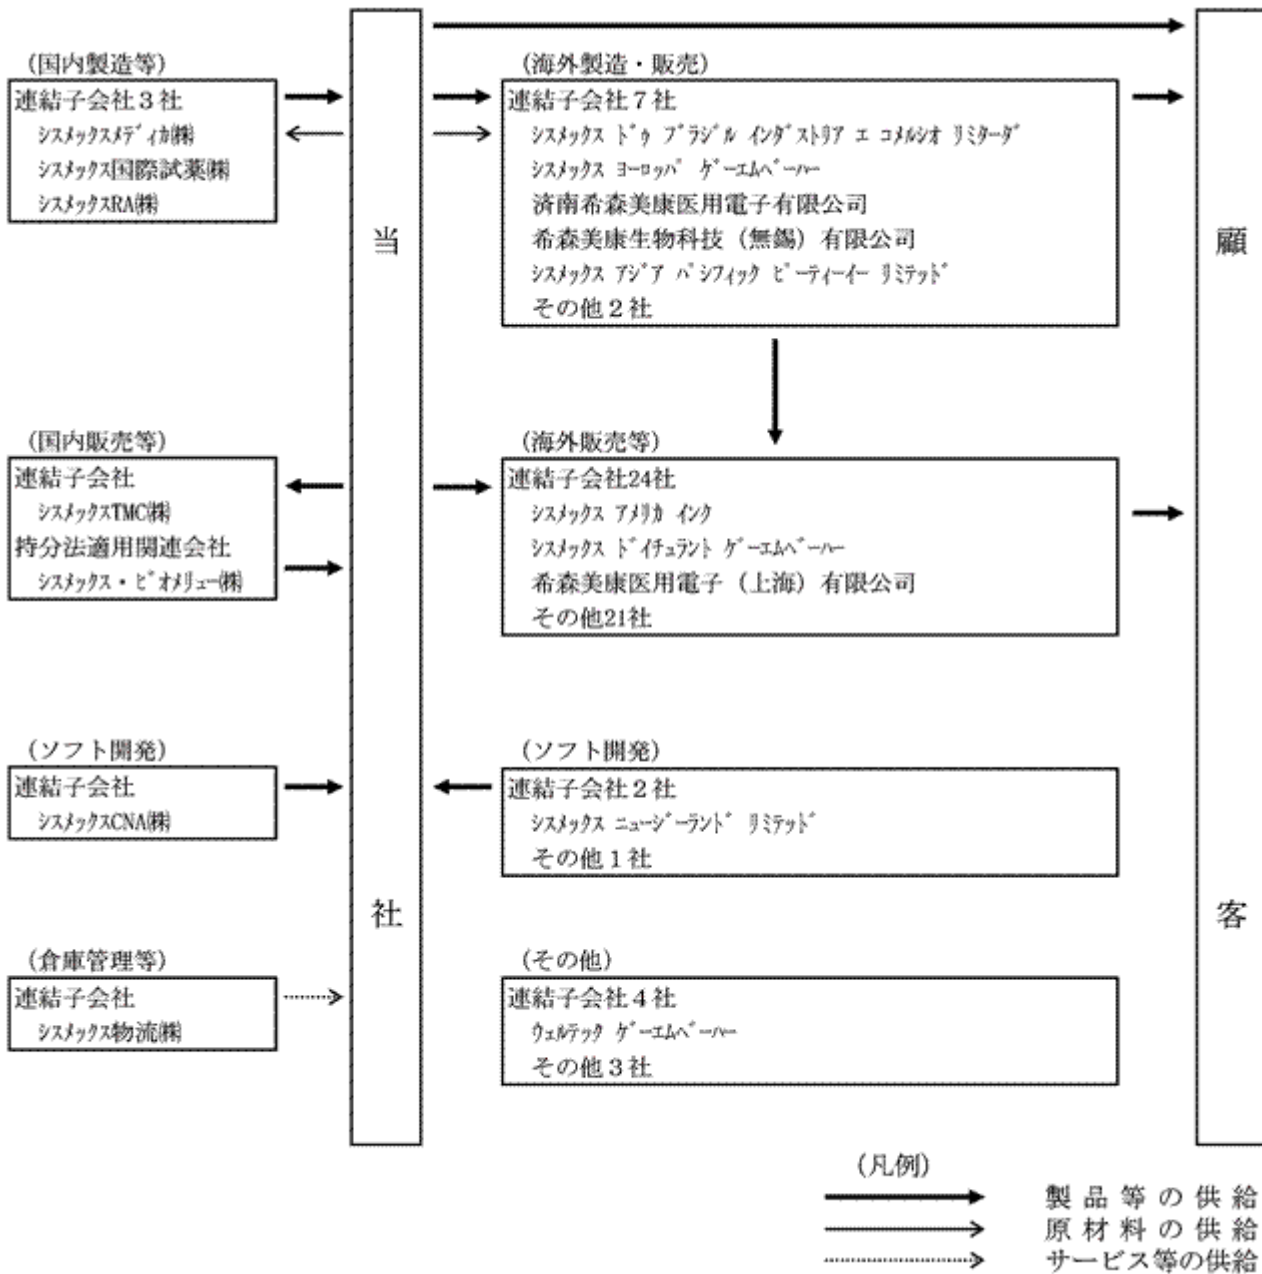 (国内製造等)
連結子会社3社
シスメックスメディカ㈱
シスメックス国際試薬㈱
シスメックスRA㈱
(国内販売等)
連結子会社
シスメックスTMC㈱
持分法適用関連会社
シスメックス・ビオメリュー㈱
(ソフト開発)
連結子会社
シスメックスCNA㈱
(倉庫管理等)
連結子会社
シスメックス物流㈱
当
社
(海外製造・販売)
連結子会社7社
シスメックス ドゥ ブラジル インダストリア エ コメルシオ リミターダ
シスメックス ヨーロッパ ゲーエムベーハー
済南希森美康医用電子有限公司
希森美康生物科技(無錫)有限公司
シスメックス アジア パシフィック ピーティーイー リミテッド
その他2社
(海外販売等)
連結子会社24社
シスメックス アメリカ インク
シスメックス ドイチュラント ゲーエムベーハー
希森美康医用電子(上海)有限公司
その他21社
(ソフト開発)
連結子会社2社
シスメックス ニュージーランド リミテッド
その他1社
(その他)
連結子会社4社
ウェルテック ゲーエムベーハー
その他3社
顧
客
(凡例)
製品等の供給
原材料の供給
サービス等の供給